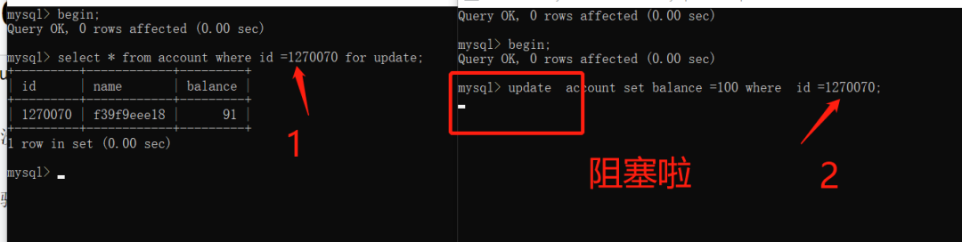 mysql> begin;
Query OK, 0 rows affected (0.00 sec)
mysql> select * from account where id =1270070 for update;
| id | name | balance |
| 1270070 | f39f9eee18 | 91 |
1 row in set (0.00 sec)
mysql>
1
Query OK, 0 rows affected (0.00 sec)
mysql> begin;
Query OK, 0 rows affected (0.00 sec)
mysql> update  account set balance =100 where  id =1270070;
阻塞啦
2